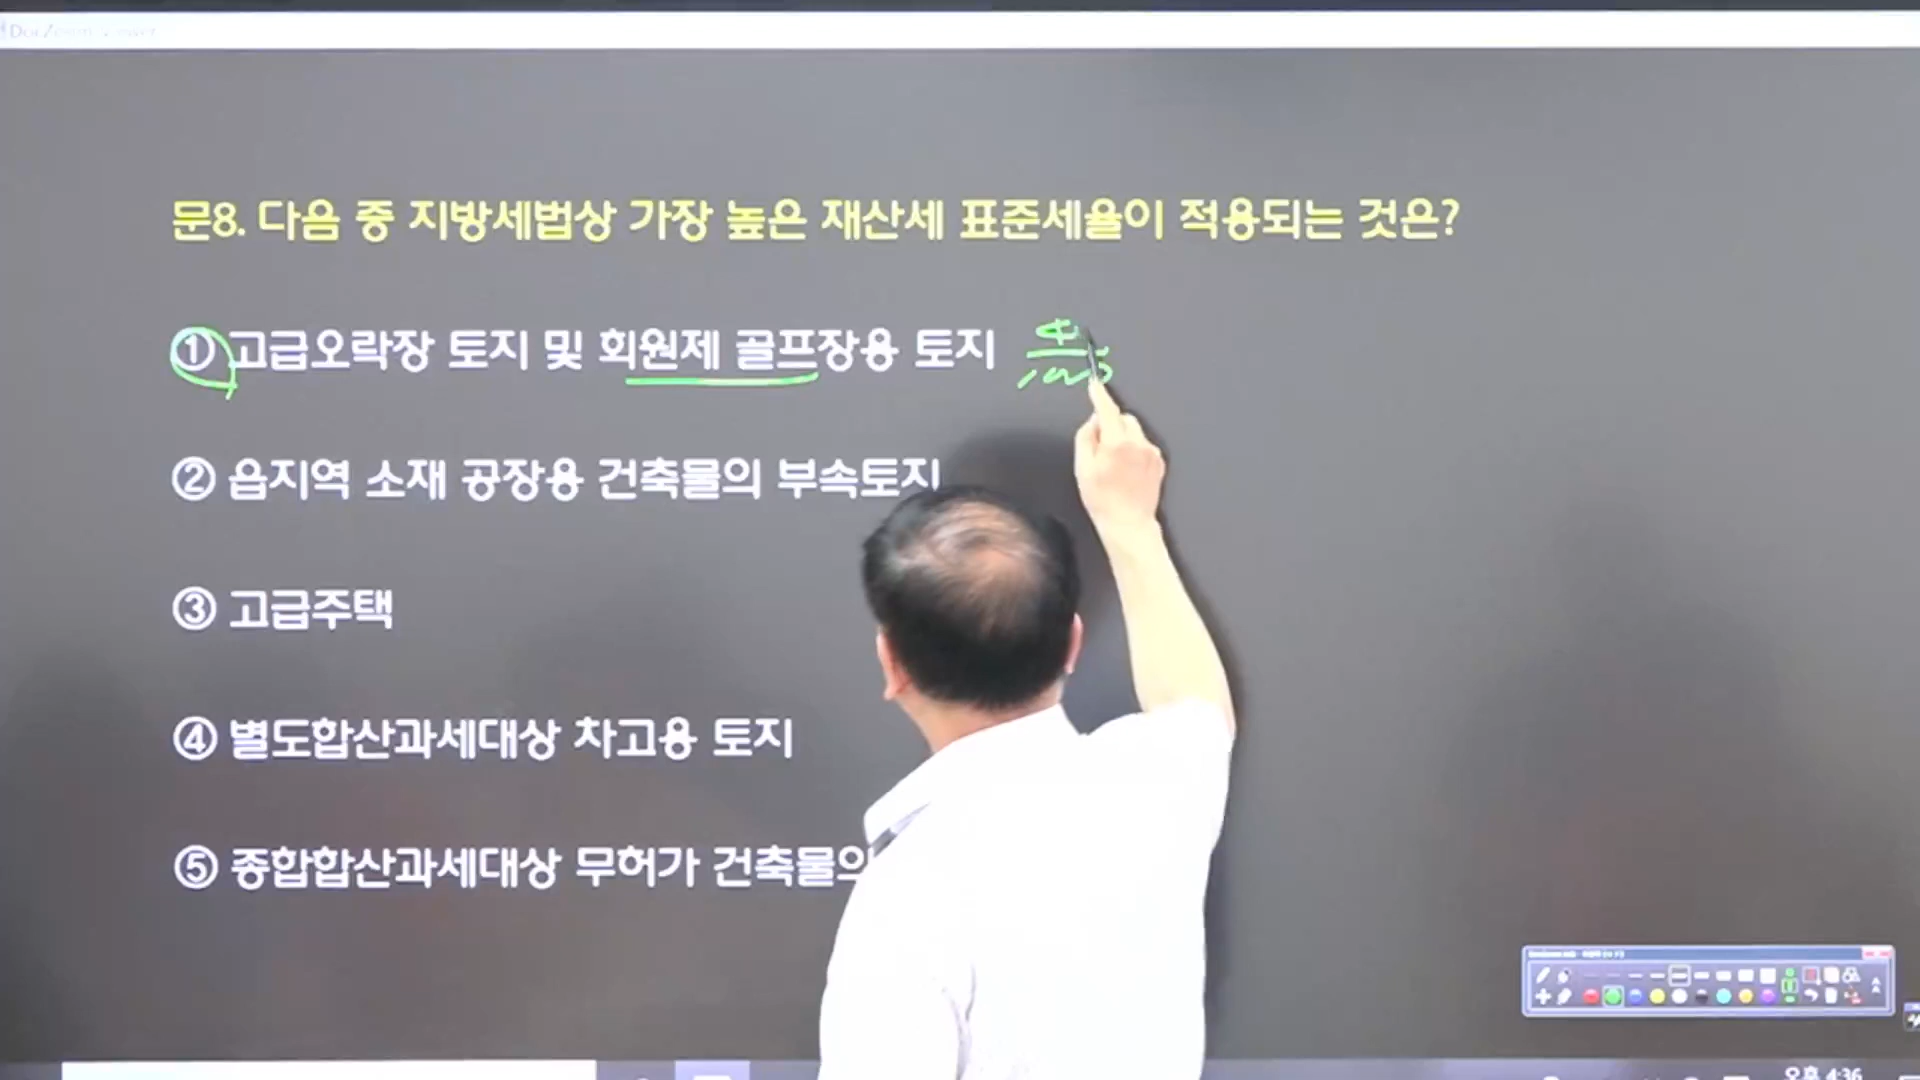 문8. 다음 중 지방세법상 가장 높은 재산세 표준세율이 적용되는 것은?
① 고급오락장 토지 및 회원제 골프장용 토지
② 읍지역 소재 공장용 건축물의 부속토지
③ 고급주택
④ 별도합산과세대상 차고용 토지
⑤ 종합합산과세대상 무허가 건축물의
오후 4:36